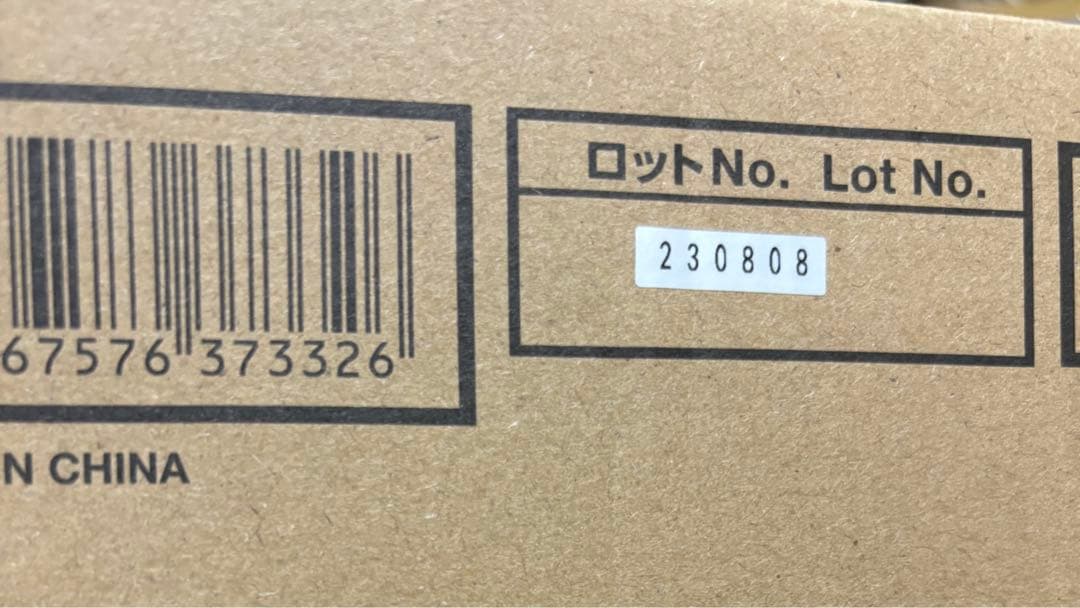 67576 373326
N CHINA
ロットNo. Lot No.
230808